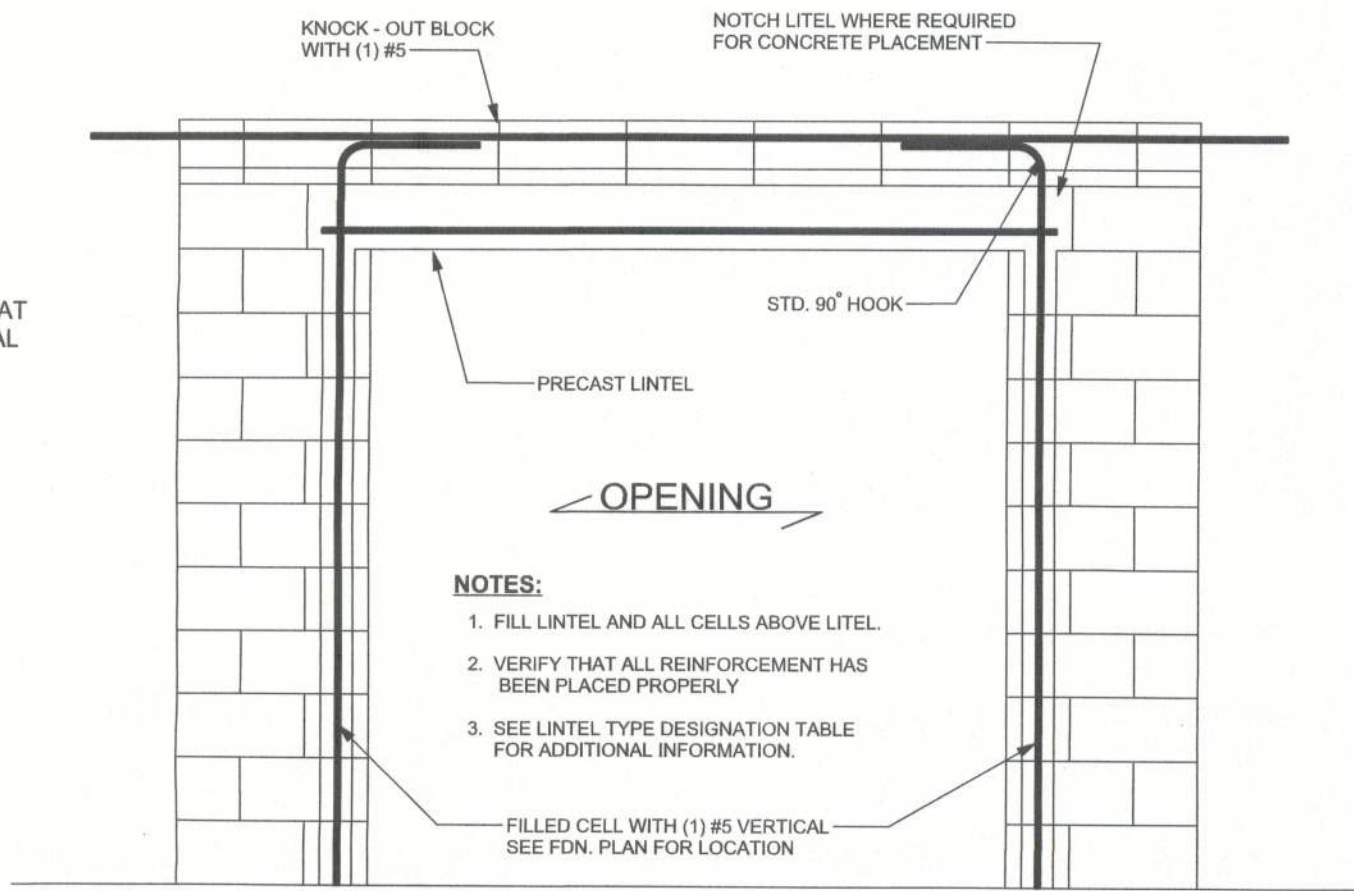 KNOCK - OUT BLOCK
WITH (1) #5
NOTCH LITEL WHERE REQUIRED
FOR CONCRETE PLACEMENT
AT
AL
STD. 90° HOOK
PRECAST LINTEL
OPENING
NOTES:
1. FILL LINTEL AND ALL CELLS ABOVE LITEL.
2. VERIFY THAT ALL REINFORCEMENT HAS
BEEN PLACED PROPERLY
3. SEE LINTEL TYPE DESIGNATION TABLE
FOR ADDITIONAL INFORMATION.
FILLED CELL WITH (1) #5 VERTICAL
SEE FDN. PLAN FOR LOCATION